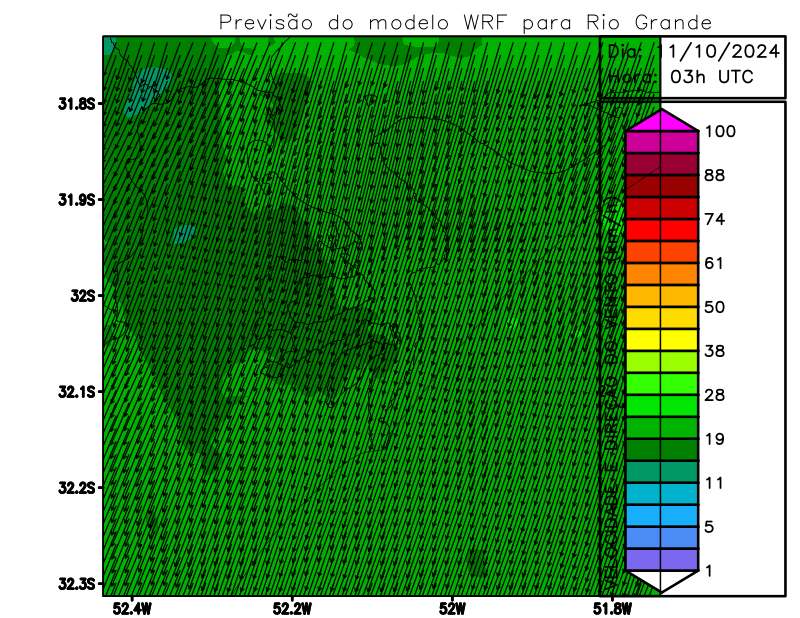 Previsão do modelo WRF para Rio Grande
Dia: 11/10/2024
Hora: 03h UTC
31.8S
31.9S
32S
32.1S
32.2S
32.3S
52.4W
52.2W
52W
51.8W
VELOCIDADE E DIREÇÃO DO VENTO (km/h)
100
88
74
61
50
38
28
19
11
5
1